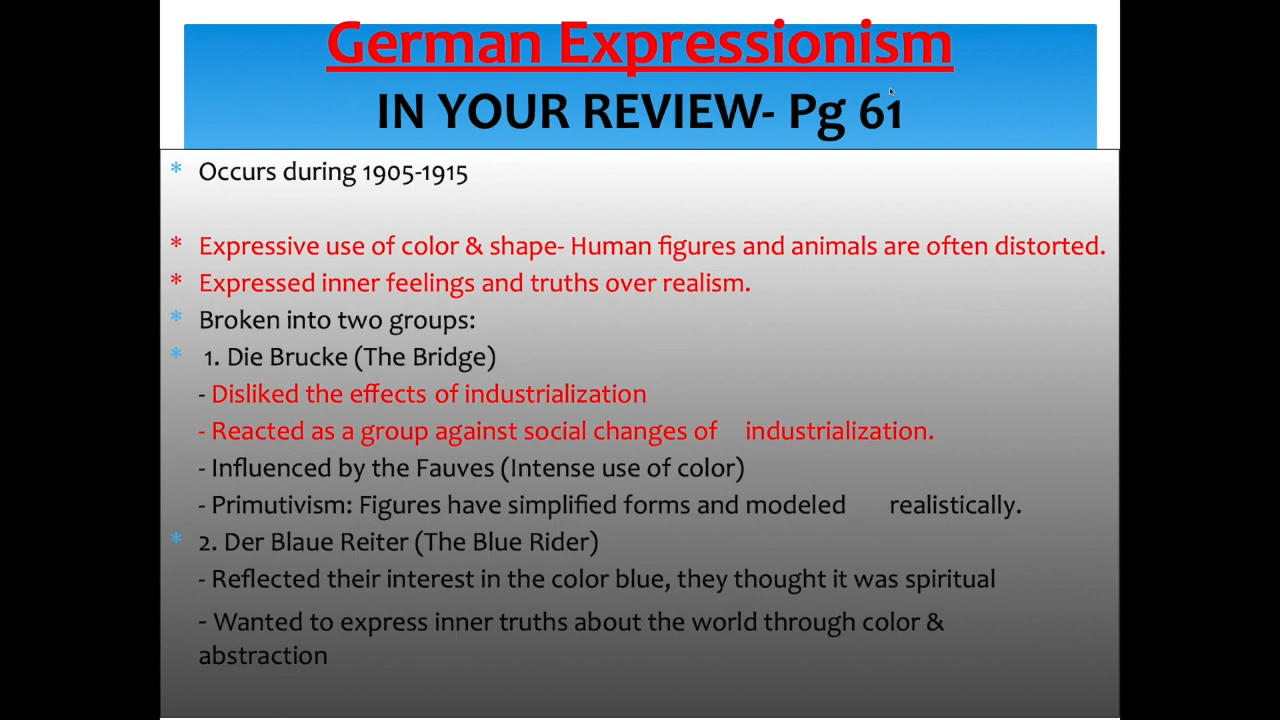 German Expressionism
IN YOUR REVIEW- Pg 61
* Occurs during 1905-1915
* Expressive use of color & shape- Human figures and animals are often distorted.
* Expressed inner feelings and truths over realism.
* Broken into two groups:
* 1. Die Brucke (The Bridge)
- Disliked the effects of industrialization
- Reacted as a group against social changes of industrialization.
- Influenced by the Fauves (Intense use of color)
- Primutivism: Figures have simplified forms and modeled realistically.
* 2. Der Blaue Reiter (The Blue Rider)
- Reflected their interest in the color blue, they thought it was spiritual
- Wanted to express inner truths about the world through color &
abstraction